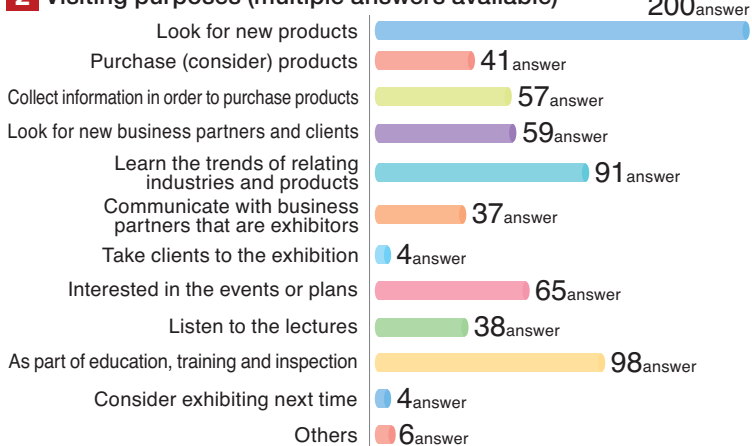 2 Visiting purposes (multiple answers available)
200answer
Look for new products
Purchase (consider) products
41answer
Collect information in order to purchase products
57answer
Look for new business partners and clients
59answer
Learn the trends of relating
industries and products
91answer
Communicate with business
partners that are exhibitors
37answer
Take clients to the exhibition
4answer
Interested in the events or plans
65answer
Listen to the lectures
38answer
As part of education, training and inspection
98answer
Consider exhibiting next time
4answer
Others
6answer